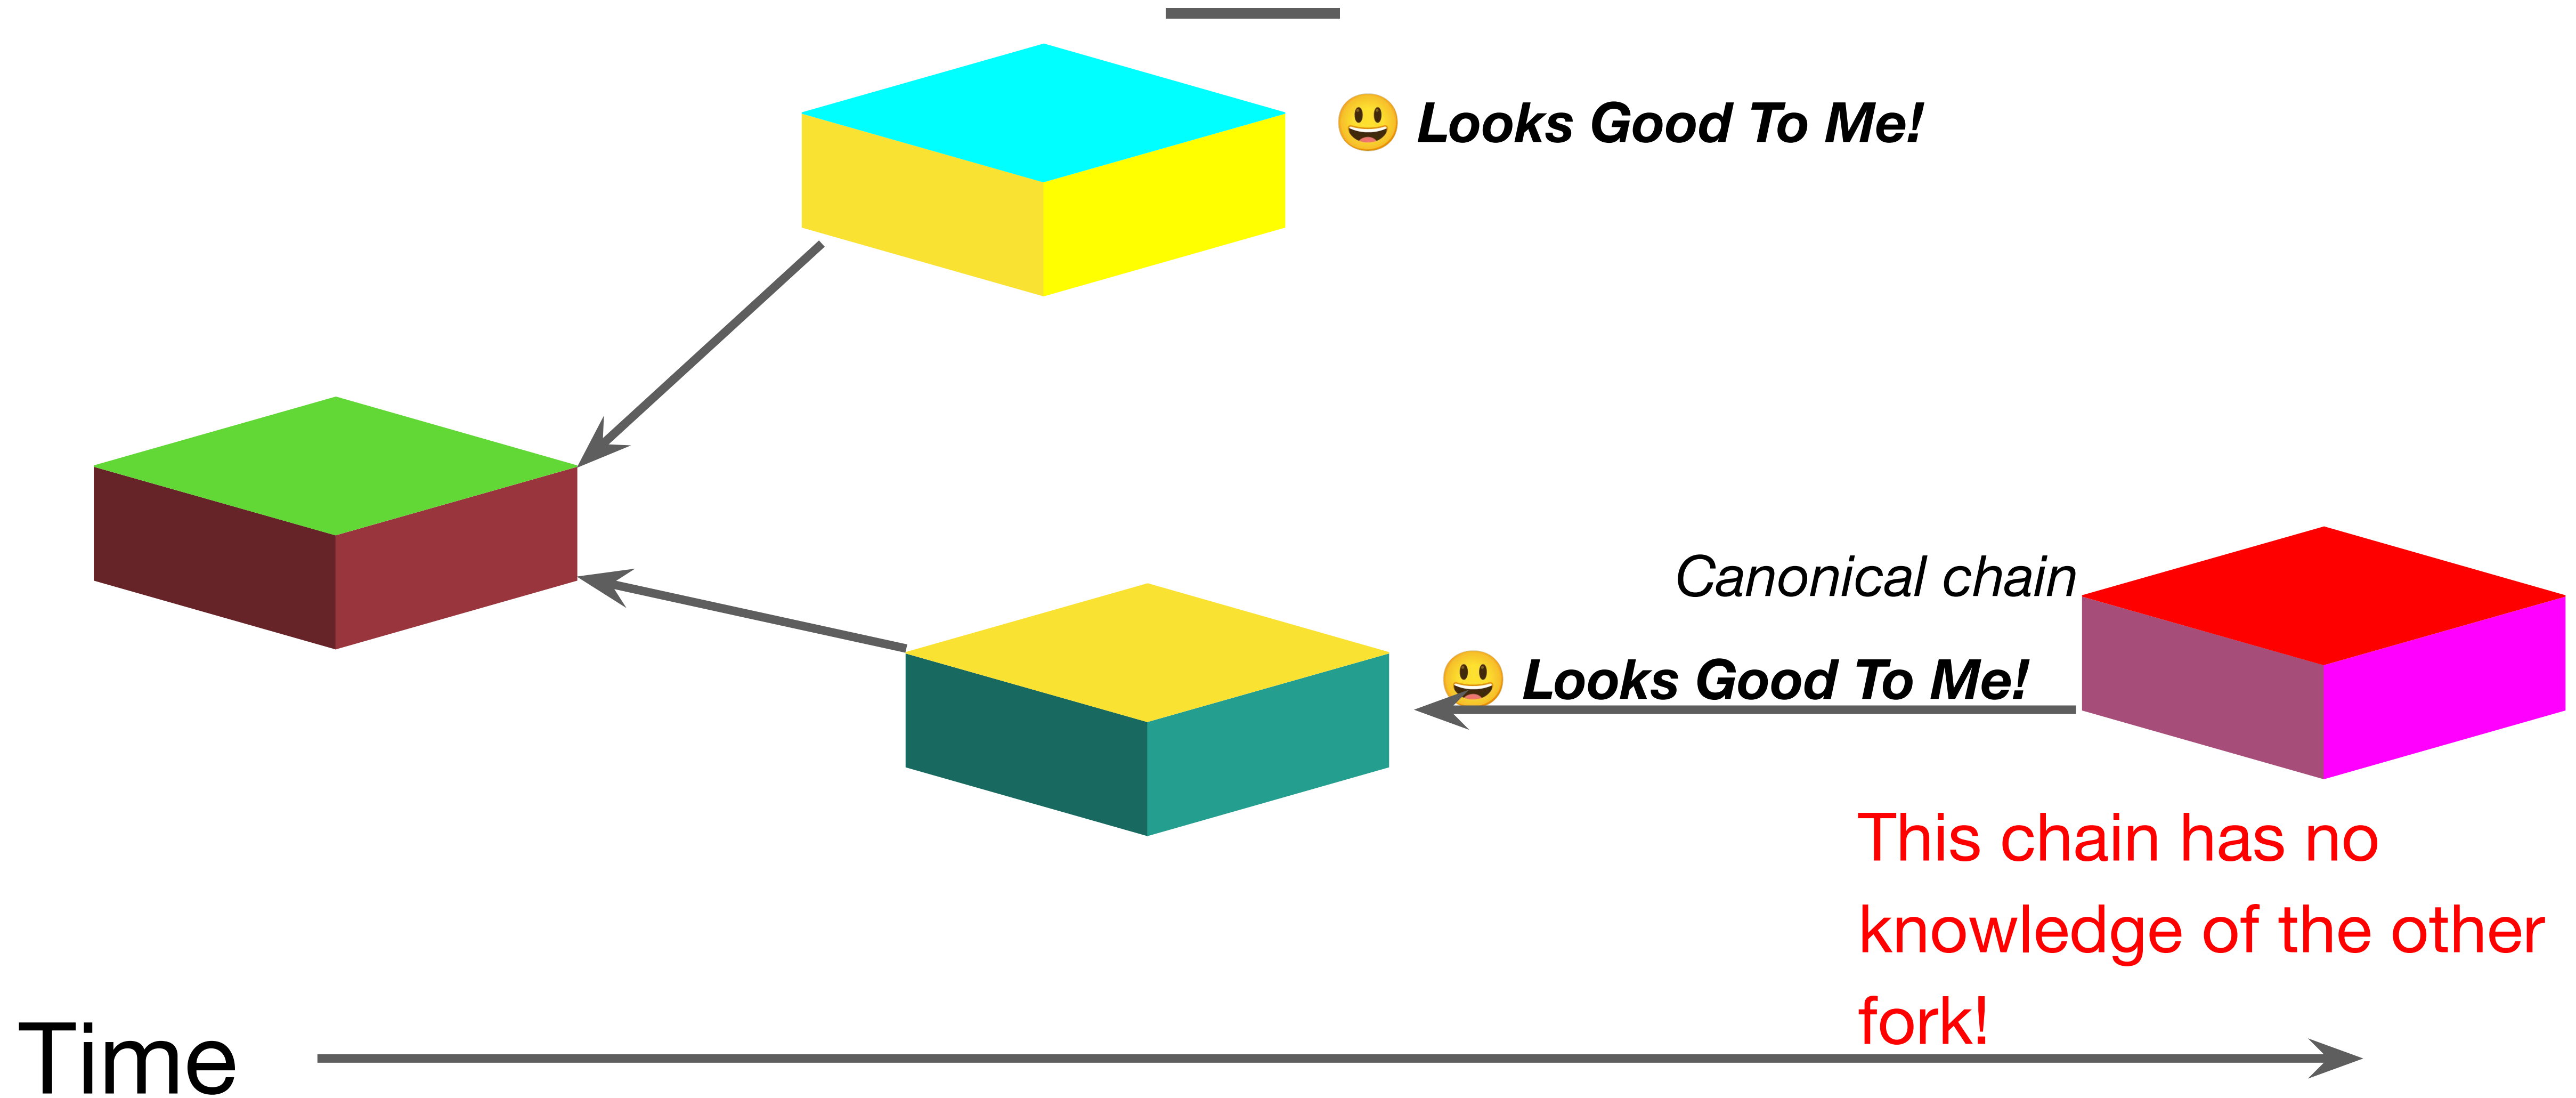 😃 Looks Good To Me!
Canonical chain
😃 Looks Good To Me!
This chain has no
knowledge of the other
fork!
Time